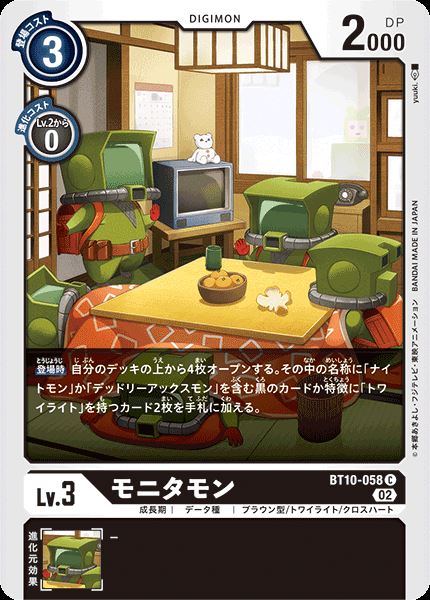 登場コスト
3
DIGIMON
DP
2000
進化コスト
Lv.2から
0
yuuki.
©本郷あきよし・フジテレビ・東映アニメーション BANDAI MADE IN JAPAN
登場時 自分のデッキの上から4枚オープンする。その中の名称に「ナイ
トモン」か「デッドリーアックスモン」を含む黒のカードか特徴に「トワ
イライト」を持つカード2枚を手札に加える。
Lv.3
モニタモン
BT10-058 C
02
成長期 | データ種 | ブラウン型/トワイライト/クロスハート
進化元効果
－